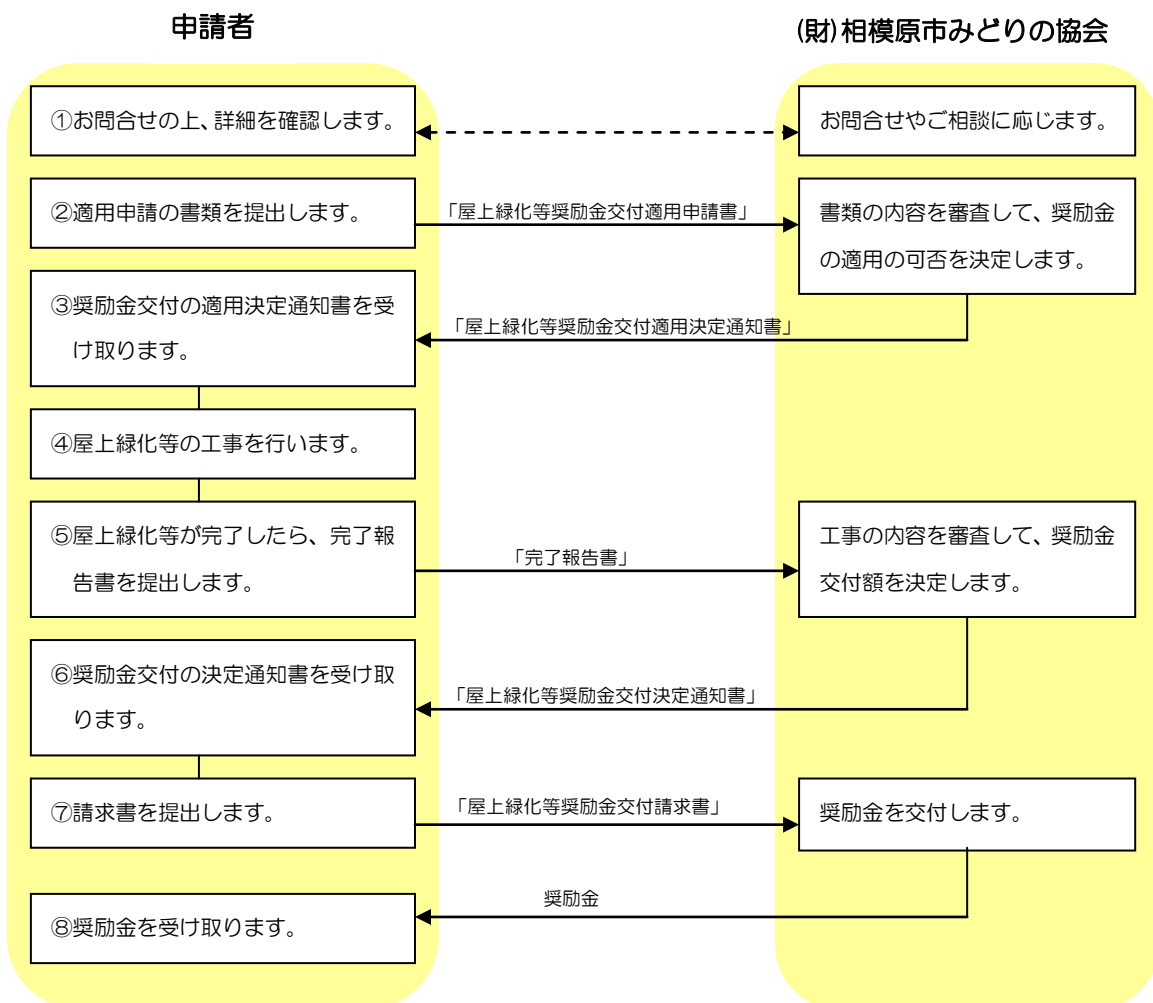 申請者
(財)相模原市みどりの協会
①お問合せの上、詳細を確認します。
お問合せやご相談に応じます。
②適用申請の書類を提出します。
「屋上緑化等奨励金交付適用申請書」
書類の内容を審査して、奨励金
の適用の可否を決定します。
③奨励金交付の適用決定通知書を受
け取ります。
「屋上緑化等奨励金交付適用決定通知書」
④屋上緑化等の工事を行います。
⑤屋上緑化等が完了したら、完了報
告書を提出します。
「完了報告書」
工事の内容を審査して、奨励金
交付額を決定します。
⑥奨励金交付の決定通知書を受け取
ります。
「屋上緑化等奨励金交付決定通知書」
⑦請求書を提出します。
「屋上緑化等奨励金交付請求書」
奨励金を交付します。
奨励金
⑧奨励金を受け取ります。